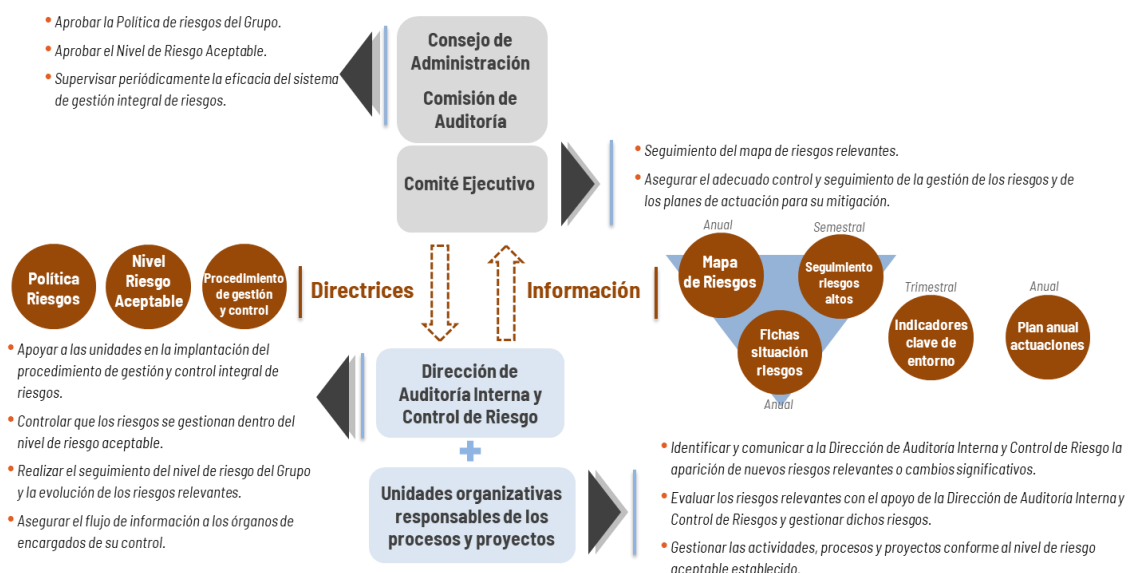 • Aprobar la Política de riesgos del Grupo.
• Aprobar el Nivel de Riesgo Aceptable.
• Supervisar periódicamente la eficacia del sistema
de gestión integral de riesgos.
Consejo de
Administración
Comisión de
Auditoría
Comité Ejecutivo
• Seguimiento del mapa de riesgos relevantes.
• Asegurar el adecuado control y seguimiento de la gestión de los riesgos y de
los planes de actuación para su mitigación.
Política
Riesgos
Nivel
Riesgo
Aceptable
Procedimiento
de gestión
y control
Directrices
Información
Anual
Mapa
de Riesgos
Semestral
Seguimiento
riesgos
altos
Fichas
situación
riesgos
Anual
Trimestral
Indicadores
clave de
entorno
Anual
Plan anual
actuaciones
• Apoyar a las unidades en la implantación del
procedimiento de gestión y control integral de
riesgos.
• Controlar que los riesgos se gestionan dentro del
nivel de riesgo aceptable.
• Realizar el seguimiento del nivel de riesgo del Grupo
y la evolución de los riesgos relevantes.
• Asegurar el flujo de información a los órganos de
encargados de su control.
Dirección de
Auditoría Interna y
Control de Riesgo
Unidades organizativas
responsables de los
procesos y proyectos
• Identificar y comunicar a la Dirección de Auditoría Interna y Control de Riesgo la
aparición de nuevos riesgos relevantes o cambios significativos.
• Evaluar los riesgos relevantes con el apoyo de la Dirección de Auditoría Interna y
Control de Riesgos y gestionar dichos riesgos.
• Gestionar las actividades, procesos y proyectos conforme al nivel de riesgo
aceptable establecido.